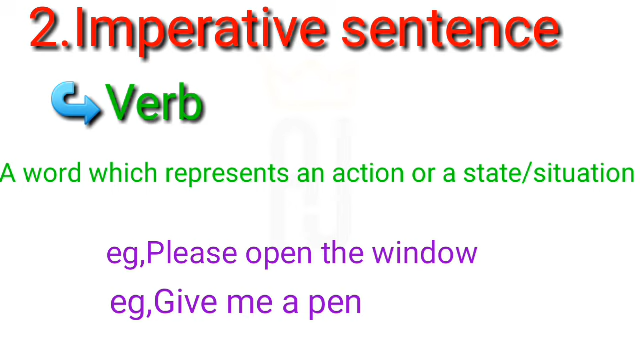 2.Imperative sentence
Verb
A word which represents an action or a state/situation
eg,Please open the window
eg,Give me a pen